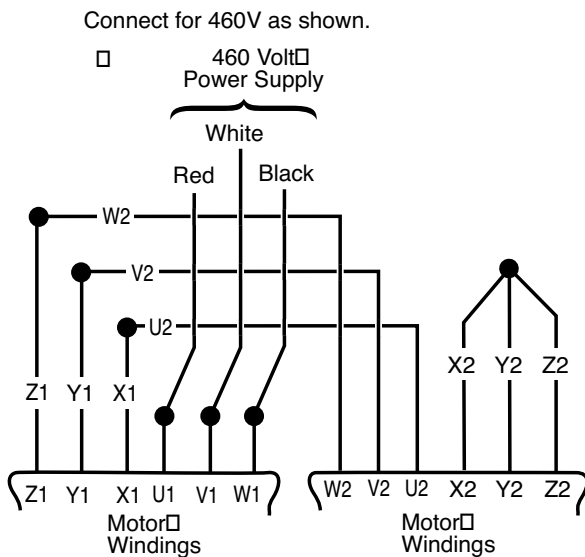 Connect for 460V as shown.
460 Volt
Power Supply
White
Red Black
W2
V2
U2
X2 Y2 Z2
Z1 Y1 X1
Z1 Y1 X1 U1 V1 W1
W2 V2 U2 X2 Y2 Z2
Motor
Windings
Motor
Windings